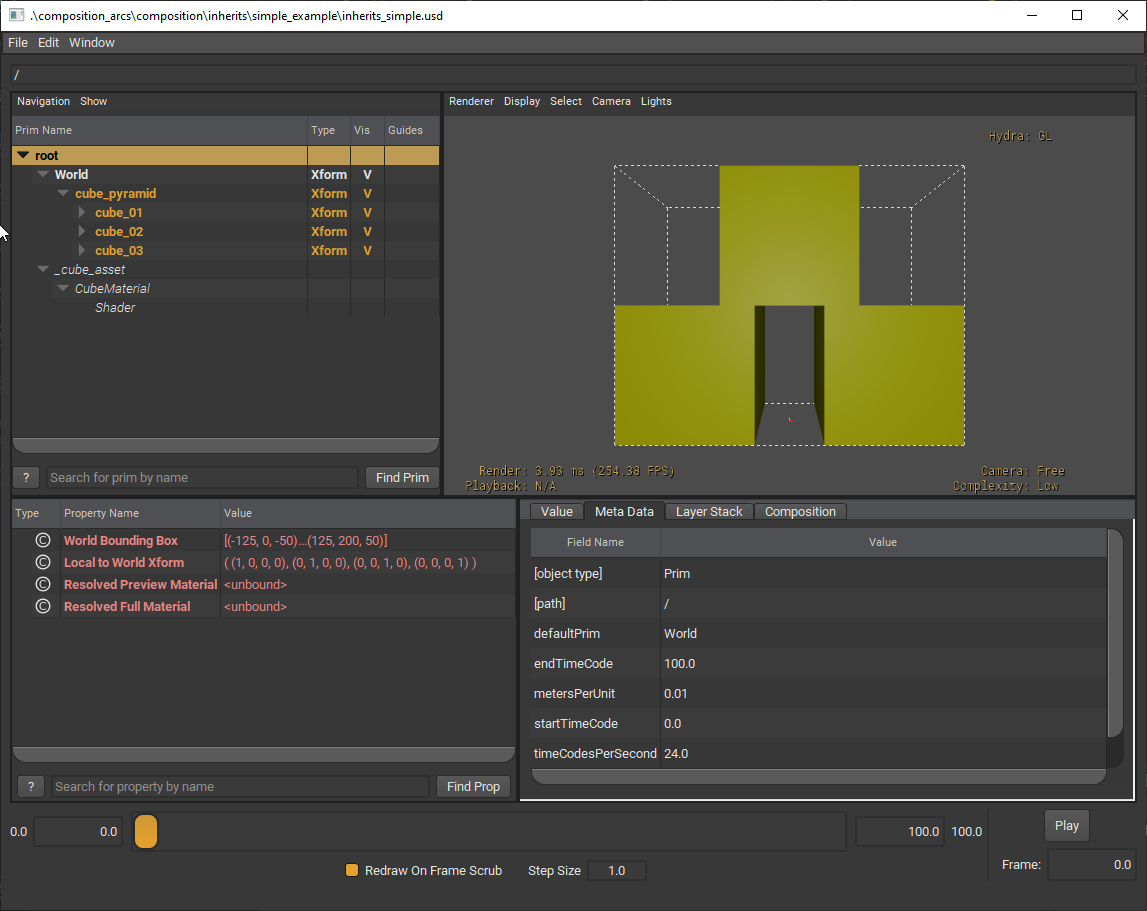 .\composition_arcs\composition\inherits\simple_example\inherits_simple.usd
File Edit Window
/
Navigation Show
Prim Name Type Vis Guides
root
World Xform V
cube_pyramid Xform V
cube_01 Xform V
cube_02 Xform V
cube_03 Xform V
_cube_asset
CubeMaterial
Shader
? Search for prim by name Find Prim
Renderer Display Select Camera Lights
Hydra: GL
Render: 3.93 ms (254.38 FPS)
Playback: N/A
Camera: Free
Complexity: Low
Type Property Name Value
© World Bounding Box [(-125, 0, -50)...(125, 200, 50)]
© Local to World Xform ( (1, 0, 0, 0), (0, 1, 0, 0), (0, 0, 1, 0), (0, 0, 0, 1) )
© Resolved Preview Material <unbound>
© Resolved Full Material <unbound>
? Search for property by name Find Prop
Value Meta Data Layer Stack Composition
Field Name Value
[object type] Prim
[path] /
defaultPrim World
endTimeCode 100.0
metersPerUnit 0.01
startTimeCode 0.0
timeCodesPerSecond 24.0
0.0 0.0 100.0 100.0 Play
Redraw On Frame Scrub Step Size 1.0 Frame: 0.0